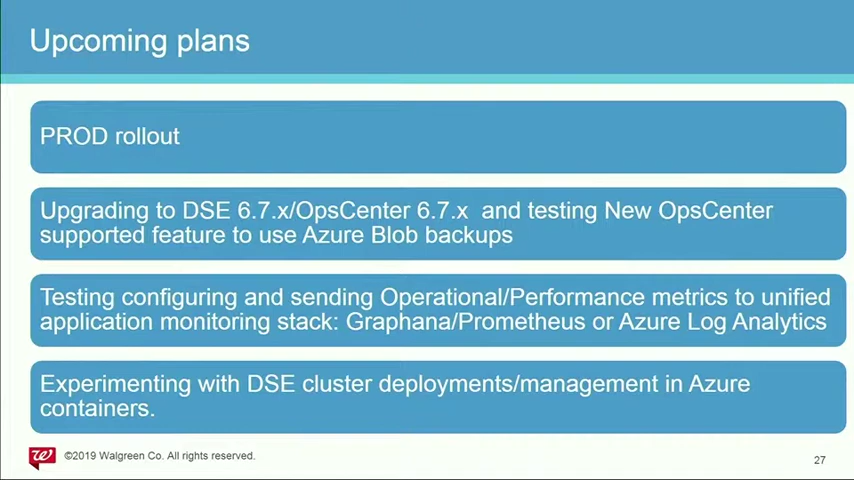 Upcoming plans
PROD rollout
Upgrading to DSE 6.7.x/OpsCenter 6.7.x and testing New OpsCenter
supported feature to use Azure Blob backups
Testing configuring and sending Operational/Performance metrics to unified
application monitoring stack: Graphana/Prometheus or Azure Log Analytics
Experimenting with DSE cluster deployments/management in Azure
containers.
©2019 Walgreen Co. All rights reserved.
27